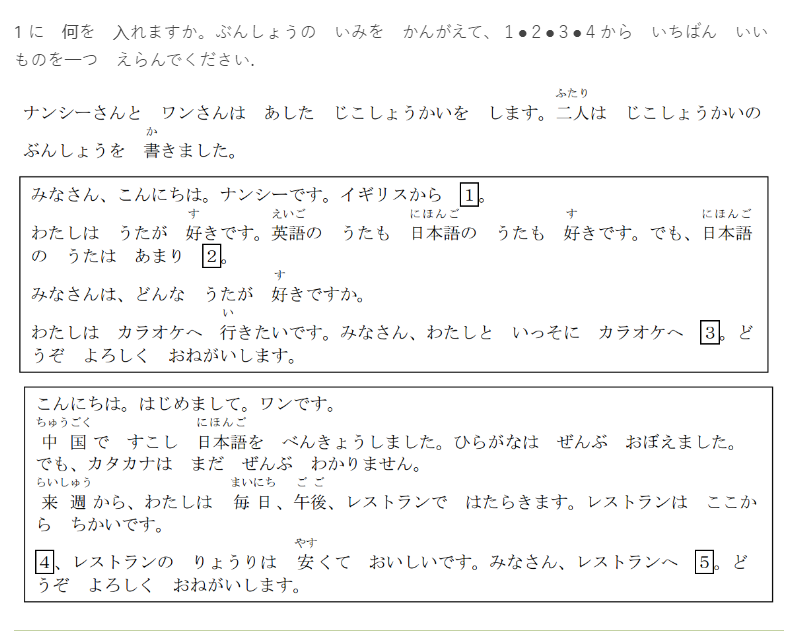 1 に　何を　入れますか。ぶんしょうの　いみを　かんがえて、1●2●3●4から　いちばん　いい
ものを一つ　えらんでください.
ふたり
ナンシーさんと　ワンさんは　あした　じこしょうかいを　します。二人は　じこしょうかいの
か
ぶんしょうを　書きました。
みなさん、こんにちは。ナンシーです。イギリスから　1。
す　えいご　にほんご　す　にほんご
わたしは　うたが　好きです。英語の　うたも　日本語の　うたも　好きです。でも、日本語
の　うたは　あまり　2。
す
みなさんは、どんな　うたが　好きですか。
い
わたしは　カラオケへ　行きたいです。みなさん、わたしと　いっそに　カラオケへ　3。ど
うぞ　よろしく　おねがいします。
こんにちは。はじめまして。ワンです。
ちゅうごく　にほんご
中国で　すこし　日本語を　べんきょうしました。ひらがなは　ぜんぶ　おぼえました。
でも、カタカナは　まだ　ぜんぶ　わかりません。
らいしゅう　まいにち　ごご
来週から、わたしは　毎日、午後、レストランで　はたらきます。レストランは　ここか
ら　ちかいです。
やす
4、レストランの　りょうりは　安くて　おいしいです。みなさん、レストランへ　5。ど
うぞ　よろしく　おねがいします。